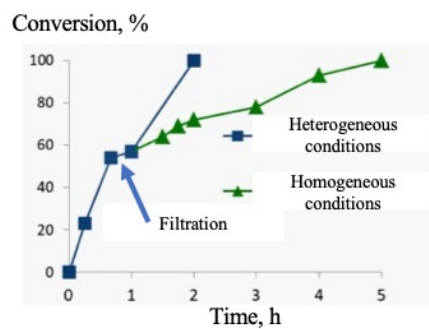 Conversion, %
100
80
60
40
20
0
Heterogeneous
conditions
Homogeneous
conditions
Filtration
0 1 2 3 4 5
Time, h